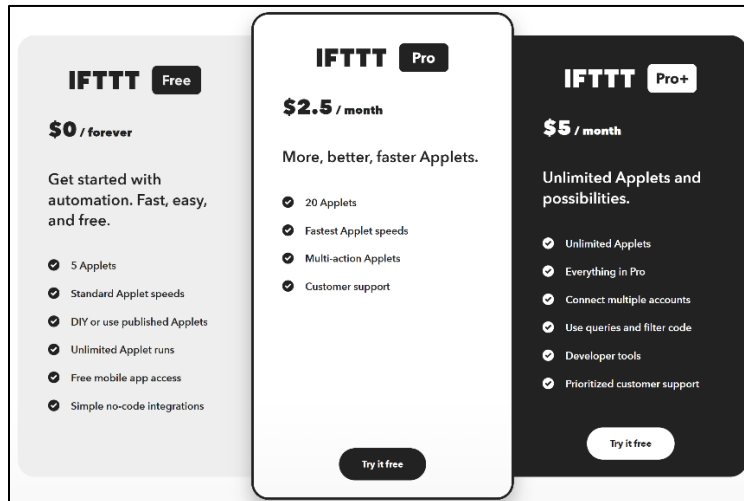 IFTTT Free
$0 / forever
Get started with
automation. Fast, easy,
and free.
5 Applets
Standard Applet speeds
DIY or use published Applets
Unlimited Applet runs
Free mobile app access
Simple no-code integrations
IFTTT Pro
$2.5 / month
More, better, faster Applets.
20 Applets
Fastest Applet speeds
Multi-action Applets
Customer support
Try it free
IFTTT Pro+
$5 / month
Unlimited Applets and
possibilities.
Unlimited Applets
Everything in Pro
Connect multiple accounts
Use queries and filter code
Developer tools
Prioritized customer support
Try it free